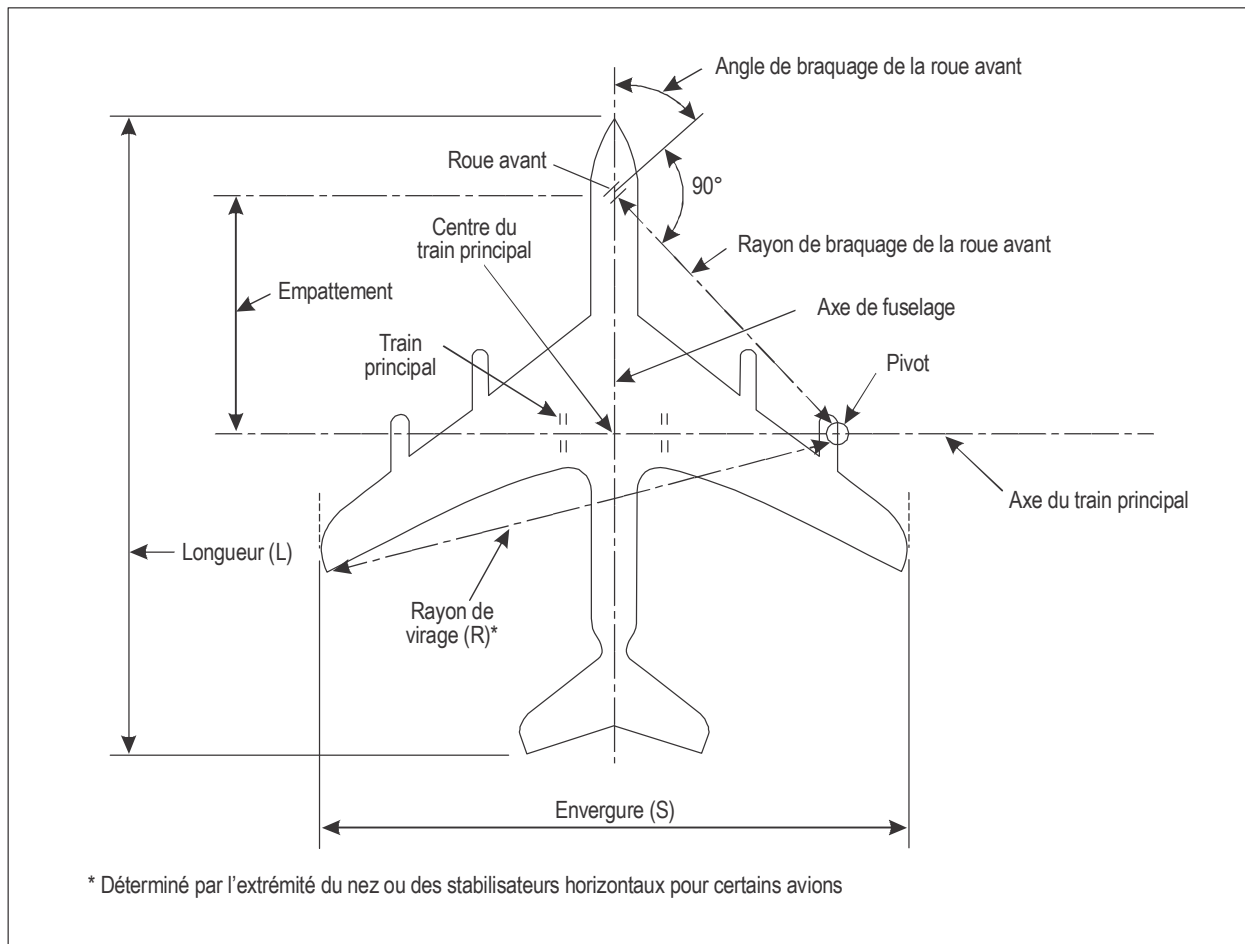 Angle de braquage de la roue avant
Roue avant
90°
Centre du
train principal
Rayon de braquage de la roue avant
Empattement
Axe de fuselage
Train
principal
Pivot
Axe du train principal
Longueur (L)
Rayon de
virage (R)*
Envergure (S)
* Déterminé par l'extrémité du nez ou des stabilisateurs horizontaux pour certains avions